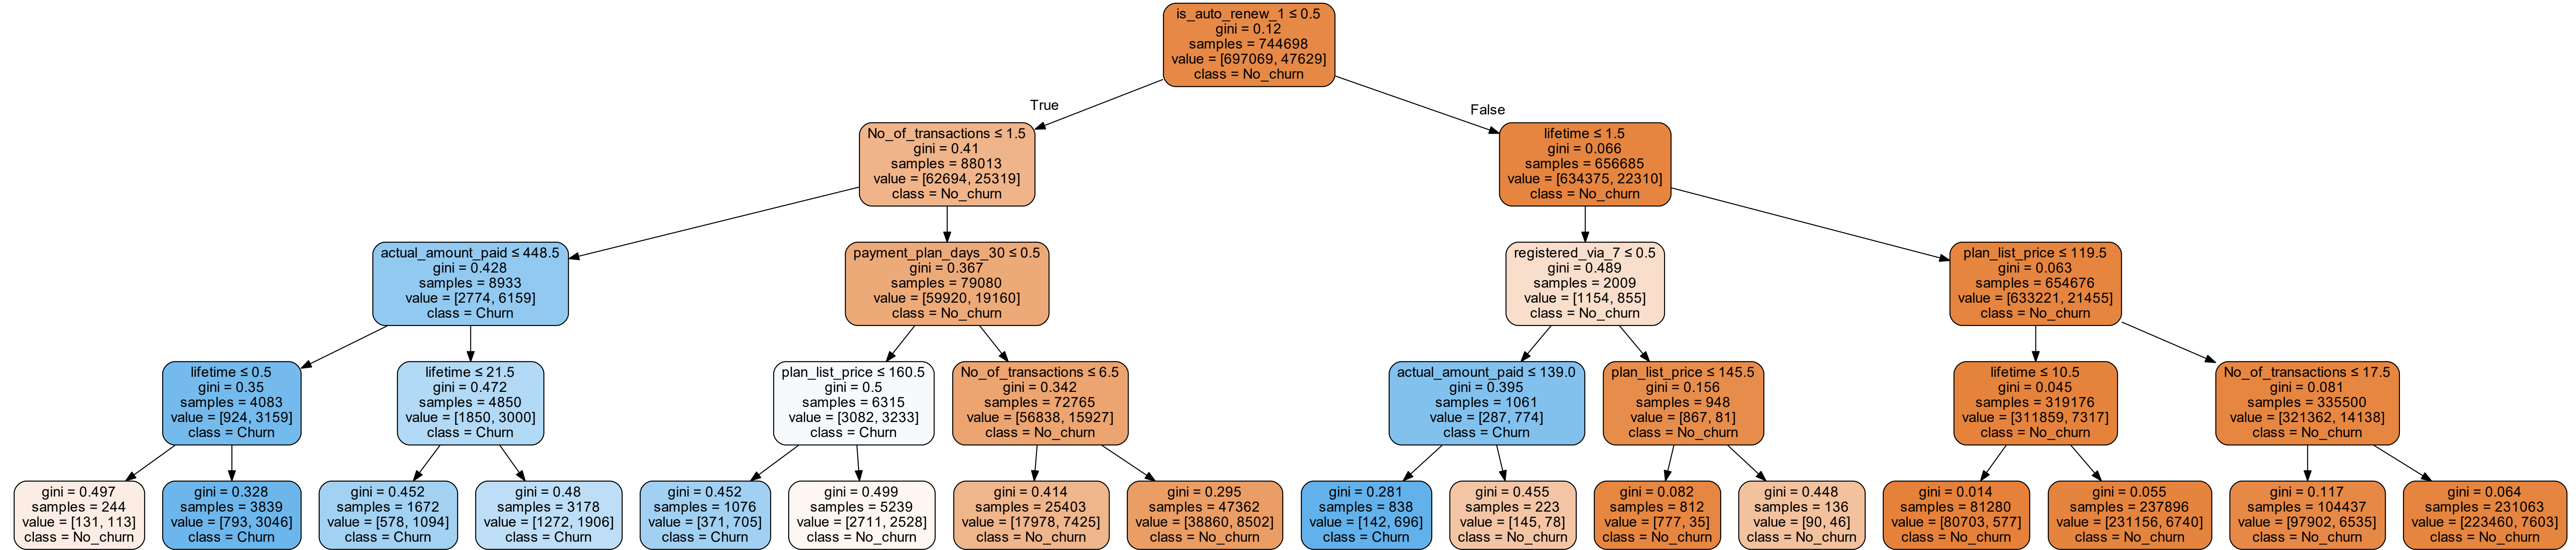 is_auto_renew_1 ≤ 0.5
gini = 0.12
samples = 744698
value = [697069, 47629]
class = No_churn
True
False
No_of_transactions ≤ 1.5
gini = 0.41
samples = 88013
value = [62694, 25319]
class = No_churn
lifetime ≤ 1.5
gini = 0.066
samples = 656685
value = [634375, 22310]
class = No_churn
actual_amount_paid ≤ 448.5
gini = 0.428
samples = 8933
value = [2774, 6159]
class = Churn
payment_plan_days_30 ≤ 0.5
gini = 0.367
samples = 79080
value = [59920, 19160]
class = No_churn
registered_via_7 ≤ 0.5
gini = 0.489
samples = 2009
value = [1154, 855]
class = No_churn
plan_list_price ≤ 119.5
gini = 0.063
samples = 654676
value = [633221, 21455]
class = No_churn
lifetime ≤ 0.5
gini = 0.35
samples = 4083
value = [924, 3159]
class = Churn
lifetime ≤ 21.5
gini = 0.472
samples = 4850
value = [1850, 3000]
class = Churn
plan_list_price ≤ 160.5
gini = 0.5
samples = 6315
value = [3082, 3233]
class = Churn
No_of_transactions ≤ 6.5
gini = 0.342
samples = 72765
value = [56838, 15927]
class = No_churn
actual_amount_paid ≤ 139.0
gini = 0.395
samples = 1061
value = [287, 774]
class = Churn
plan_list_price ≤ 145.5
gini = 0.156
samples = 948
value = [867, 81]
class = No_churn
lifetime ≤ 10.5
gini = 0.045
samples = 319176
value = [311859, 7317]
class = No_churn
No_of_transactions ≤ 17.5
gini = 0.081
samples = 335500
value = [321362, 14138]
class = No_churn
gini = 0.497
samples = 244
value = [131, 113]
class = No_churn
gini = 0.328
samples = 3839
value = [793, 3046]
class = Churn
gini = 0.452
samples = 1672
value = [578, 1094]
class = Churn
gini = 0.48
samples = 3178
value = [1272, 1906]
class = Churn
gini = 0.452
samples = 1076
value = [371, 705]
class = Churn
gini = 0.499
samples = 5239
value = [2711, 2528]
class = No_churn
gini = 0.414
samples = 25403
value = [17978, 7425]
class = No_churn
gini = 0.295
samples = 47362
value = [38860, 8502]
class = No_churn
gini = 0.281
samples = 838
value = [142, 696]
class = Churn
gini = 0.455
samples = 223
value = [145, 78]
class = No_churn
gini = 0.082
samples = 812
value = [777, 35]
class = No_churn
gini = 0.448
samples = 136
value = [90, 46]
class = No_churn
gini = 0.014
samples = 81280
value = [80703, 577]
class = No_churn
gini = 0.055
samples = 237896
value = [231156, 6740]
class = No_churn
gini = 0.117
samples = 104437
value = [97902, 6535]
class = No_churn
gini = 0.064
samples = 231063
value = [223460, 7603]
class = No_churn